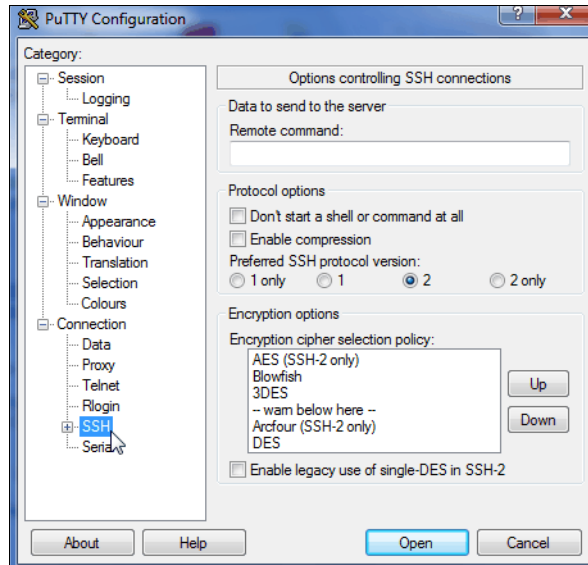 PuTTY Configuration
Category:
Session
Logging
Terminal
Keyboard
Bell
Features
Window
Appearance
Behaviour
Translation
Selection
Colours
Connection
Data
Proxy
Telnet
Rlogin
SSH
Serial
Options controlling SSH connections
Data to send to the server
Remote command:
Protocol options
Don't start a shell or command at all
Enable compression
Preferred SSH protocol version:
1 only 1 2 2 only
Encryption options
Encryption cipher selection policy:
AES (SSH-2 only)
Blowfish
3DES
-- warn below here --
Arcfour (SSH-2 only)
DES
Up
Down
Enable legacy use of single-DES in SSH-2
About Help Open Cancel